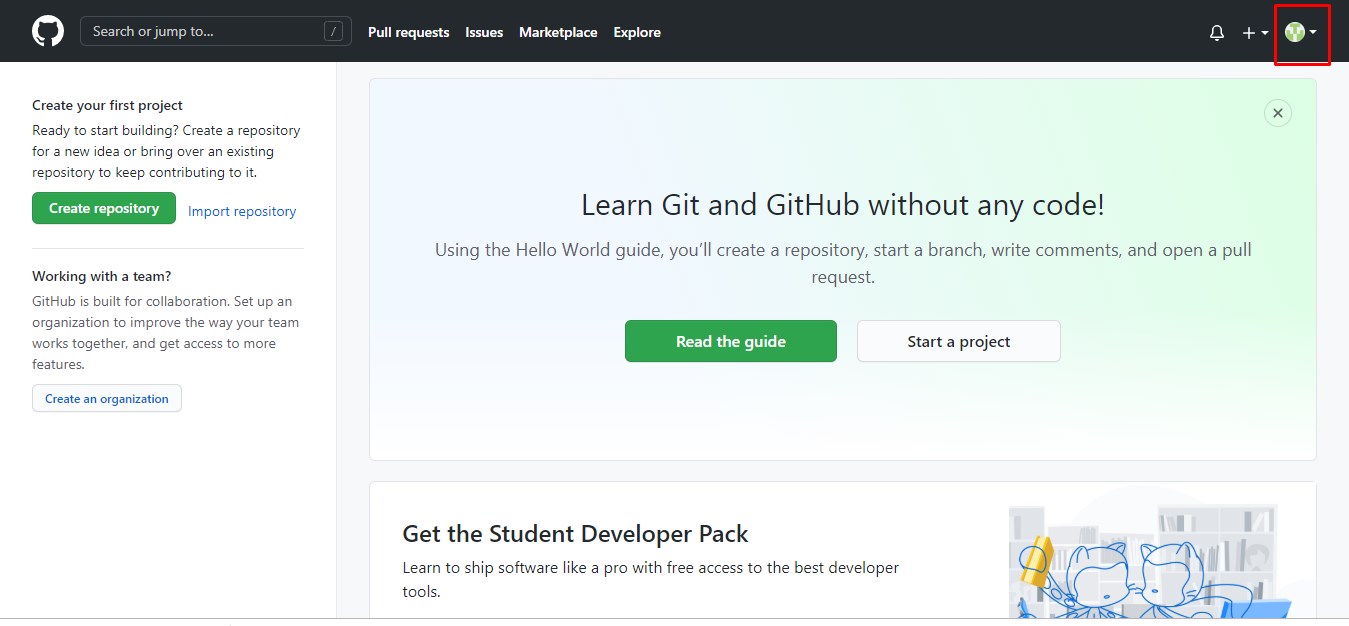 Search or jump to... /
Pull requests Issues Marketplace Explore
Create your first project
Ready to start building? Create a repository
for a new idea or bring over an existing
repository to keep contributing to it.
Create repository Import repository
Working with a team?
GitHub is built for collaboration. Set up an
organization to improve the way your team
works together, and get access to more
features.
Create an organization
Learn Git and GitHub without any code!
Using the Hello World guide, you’ll create a repository, start a branch, write comments, and open a pull
request.
Read the guide Start a project
Get the Student Developer Pack
Learn to ship software like a pro with free access to the best developer
tools.